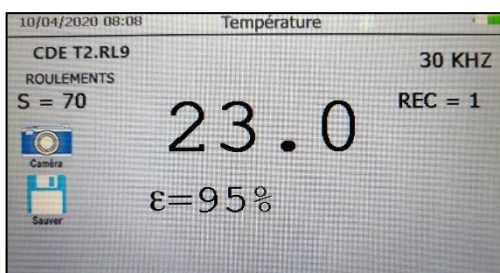 10/04/2020 08:08 Température
CDE T2.RL9
30 KHZ
ROULEMENTS
S = 70
REC = 1
23.0
Caméra
ε=95%
Sauver